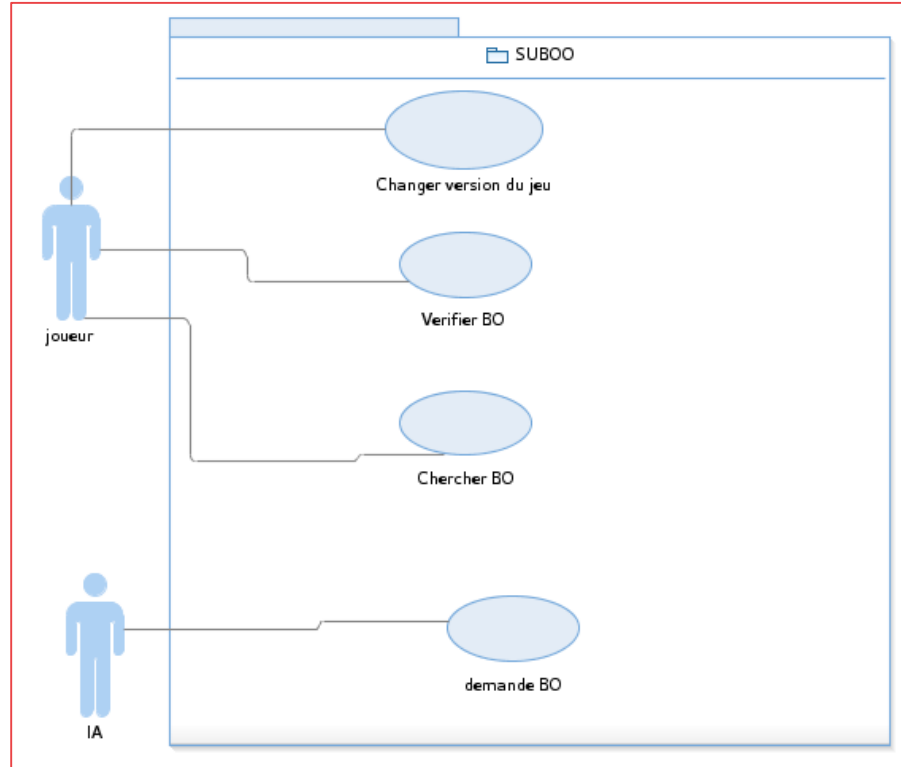 SUBOO
Changer version du jeu
Verifier BO
joueur
Chercher BO
demande BO
IA